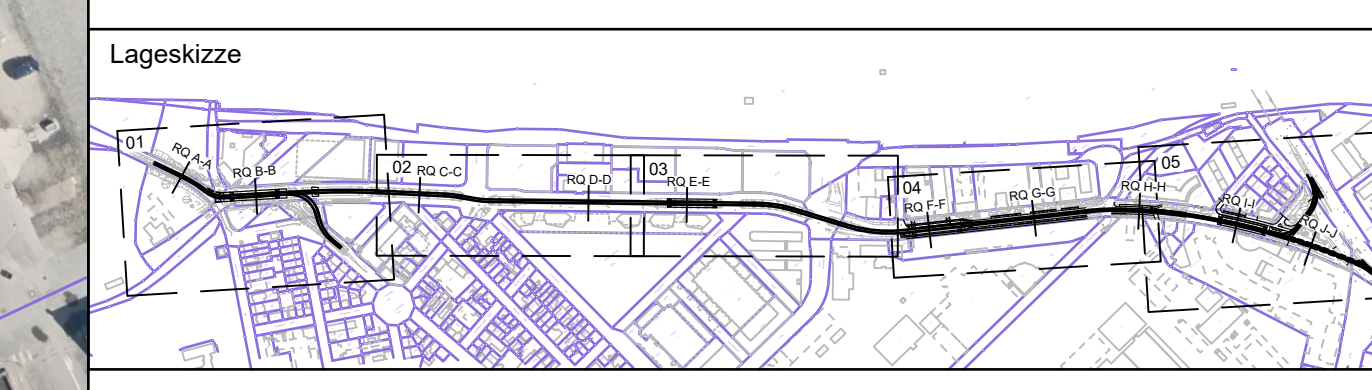 Lageskizze
01
RQ A-A
RQ B-B
02
RQ C-C
RQ D-D
03
RQ E-E
04
RQ F-F
RQ G-G
RQ H-H
05
RQ I-I
RQ J-J